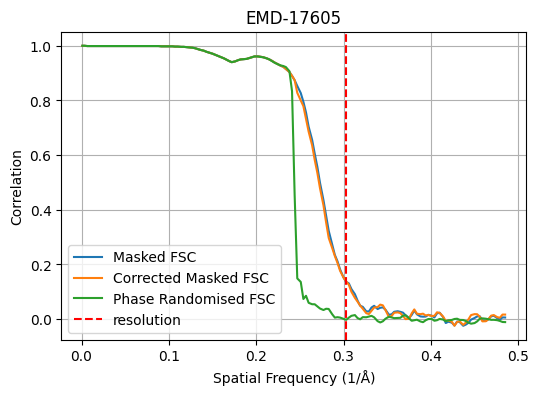 EMD-17605
1.0
0.8
0.6
0.4
0.2
0.0
Correlation
Masked FSC
Corrected Masked FSC
Phase Randomised FSC
resolution
0.0 0.1 0.2 0.3 0.4 0.5
Spatial Frequency (1/Å)